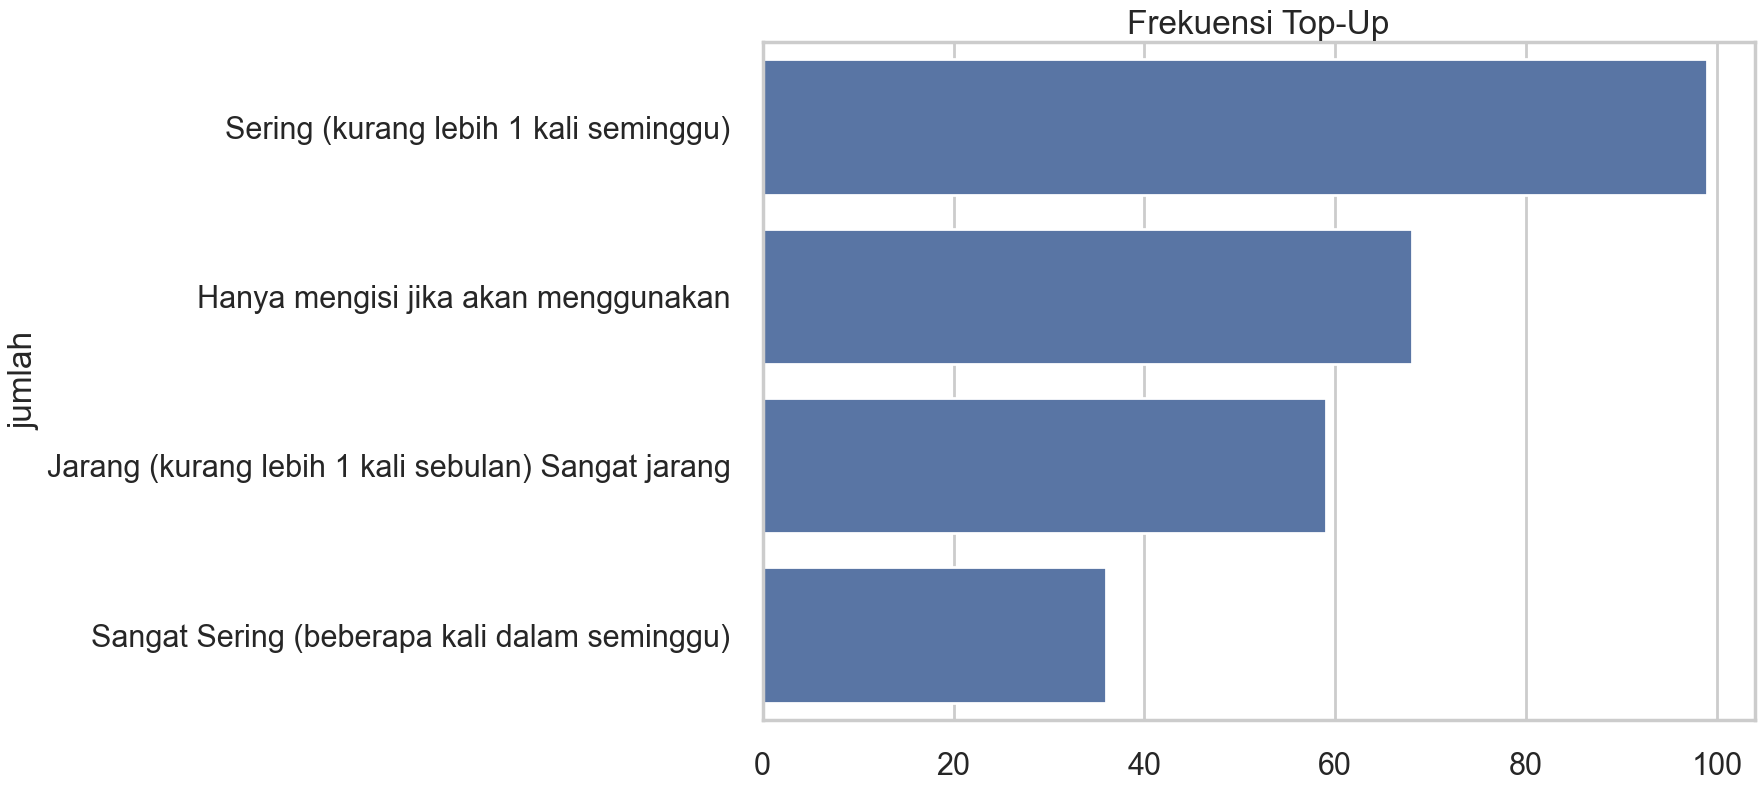 Frekuensi Top-Up
Sering (kurang lebih 1 kali seminggu)
Hanya mengisi jika akan menggunakan
jumlah
Jarang (kurang lebih 1 kali sebulan) Sangat jarang
Sangat Sering (beberapa kali dalam seminggu)
0 20 40 60 80 100